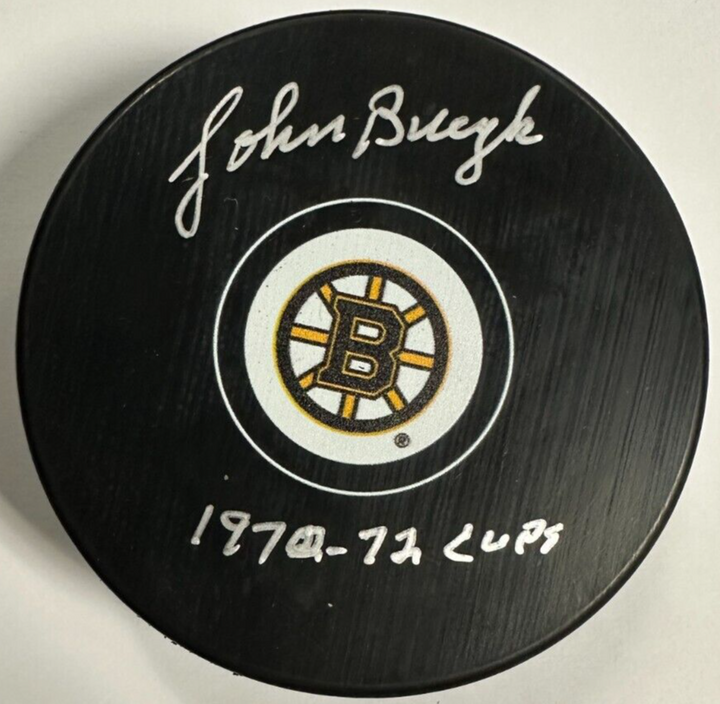 John Bucyk
B
®
1970-72 CUPS